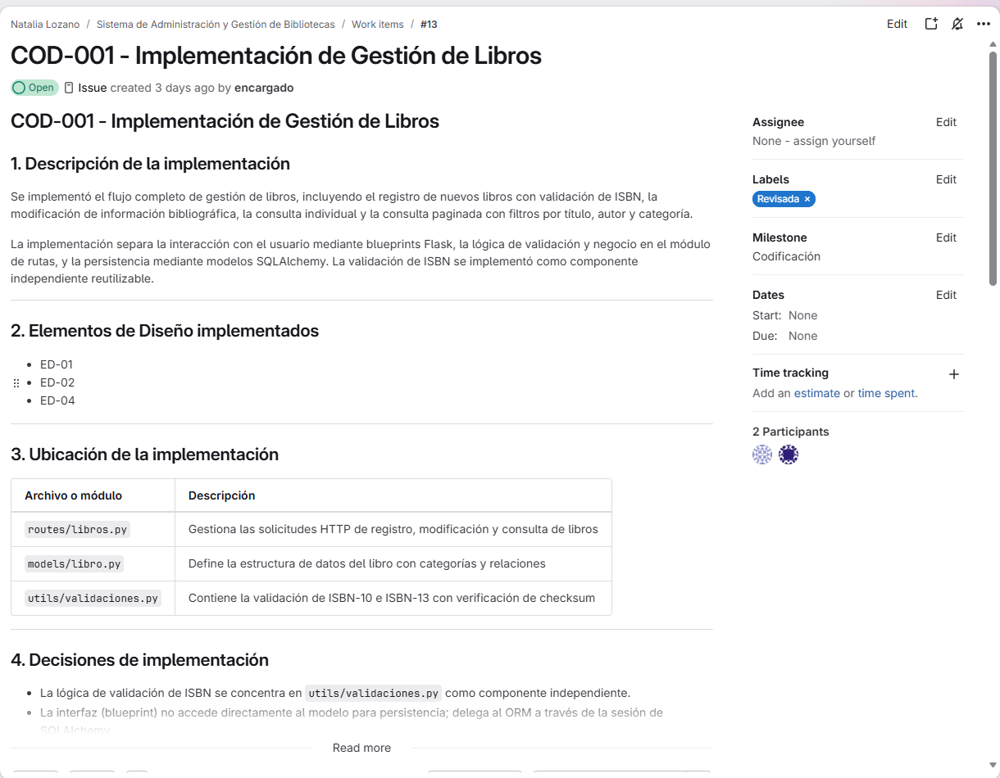 Natalia Lozano / Sistema de Administración y Gestión de Bibliotecas / Work items / #13
Edit
COD-001 - Implementación de Gestión de Libros
Open Issue created 3 days ago by encargado
COD-001 - Implementación de Gestión de Libros
1. Descripción de la implementación
Se implementó el flujo completo de gestión de libros, incluyendo el registro de nuevos libros con validación de ISBN, la
modificación de información bibliográfica, la consulta individual y la consulta paginada con filtros por título, autor y categoría.
La implementación separa la interacción con el usuario mediante blueprints Flask, la lógica de validación y negocio en el módulo
de rutas, y la persistencia mediante modelos SQLAlchemy. La validación de ISBN se implementó como componente
independiente reutilizable.
2. Elementos de Diseño implementados
ED-01
ED-02
ED-04
3. Ubicación de la implementación
Archivo o módulo Descripción
routes/libros.py Gestiona las solicitudes HTTP de registro, modificación y consulta de libros
models/libro.py Define la estructura de datos del libro con categorías y relaciones
utils/validaciones.py Contiene la validación de ISBN-10 e ISBN-13 con verificación de checksum
4. Decisiones de implementación
La lógica de validación de ISBN se concentra en utils/validaciones.py como componente independiente.
La interfaz (blueprint) no accede directamente al modelo para persistencia; delega al ORM a través de la sesión de
SQLAlchemy.
Read more
Assignee Edit
None - assign yourself
Labels Edit
Revisada ×
Milestone Edit
Codificación
Dates Edit
Start: None
Due: None
Time tracking
Add an estimate or time spent.
2 Participants